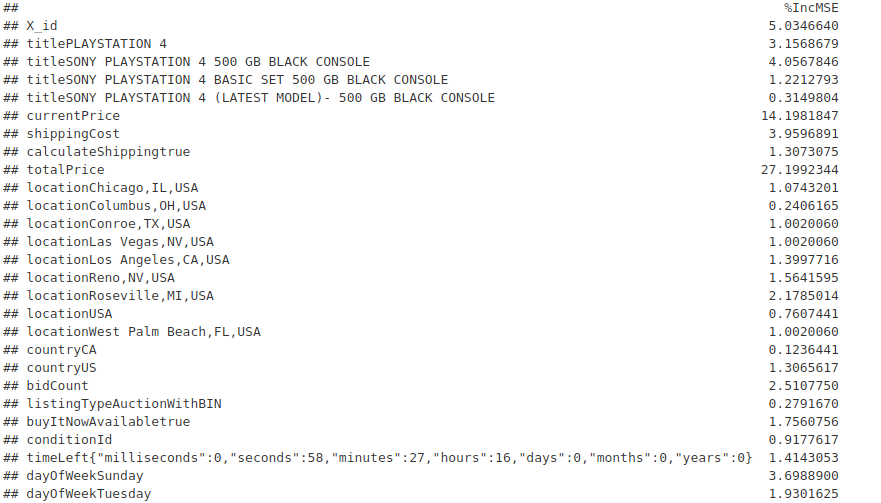 ## %IncMSE
## X_id 5.0346640
## titlePLAYSTATION 4 3.1568679
## titleSONY PLAYSTATION 4 500 GB BLACK CONSOLE 4.0567846
## titleSONY PLAYSTATION 4 BASIC SET 500 GB BLACK CONSOLE 1.2212793
## titleSONY PLAYSTATION 4 (LATEST MODEL)- 500 GB BLACK CONSOLE 0.3149804
## currentPrice 14.1981847
## shippingCost 3.9596891
## calculateShippingtrue 1.3073075
## totalPrice 27.1992344
## locationChicago,IL,USA 1.0743201
## locationColumbus,OH,USA 0.2406165
## locationConroe,TX,USA 1.0020060
## locationLas Vegas,NV,USA 1.0020060
## locationLos Angeles,CA,USA 1.3997716
## locationReno,NV,USA 1.5641595
## locationRoseville,MI,USA 2.1785014
## locationUSA 0.7607441
## locationWest Palm Beach,FL,USA 1.0020060
## countryCA 0.1236441
## countryUS 1.3065617
## bidCount 2.5107750
## listingTypeAuctionWithBIN 0.2791670
## buyItNowAvailabletrue 1.7560756
## conditionId 0.9177617
## timeLeft{"milliseconds":0,"seconds":58,"minutes":27,"hours":16,"days":0,"months":0,"years":0} 1.4143053
## dayOfWeekSunday 3.6988900
## dayOfWeekTuesday 1.9301625